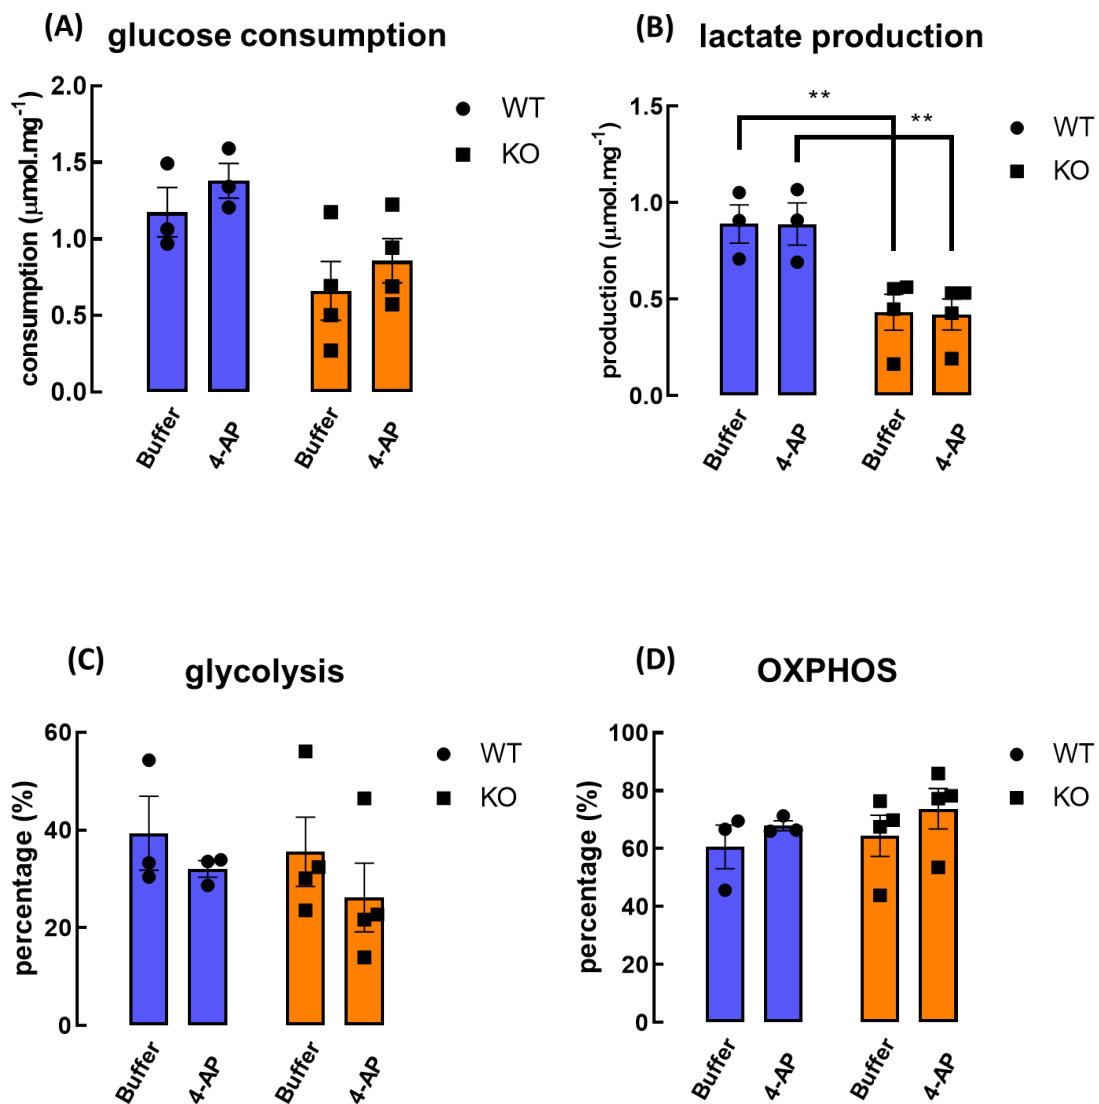 (A) glucose consumption
consumption (μmol.mg⁻¹)
2.0
1.5
1.0
0.5
0.0
Buffer
4-AP
Buffer
4-AP
WT
KO
(B) lactate production
production (μmol.mg⁻¹)
1.5
1.0
0.5
0.0
**
**
Buffer
4-AP
Buffer
4-AP
WT
KO
(C) glycolysis
percentage (%)
60
40
20
0
Buffer
4-AP
Buffer
4-AP
WT
KO
(D) OXPHOS
percentage (%)
100
80
60
40
20
0
Buffer
4-AP
Buffer
4-AP
WT
KO